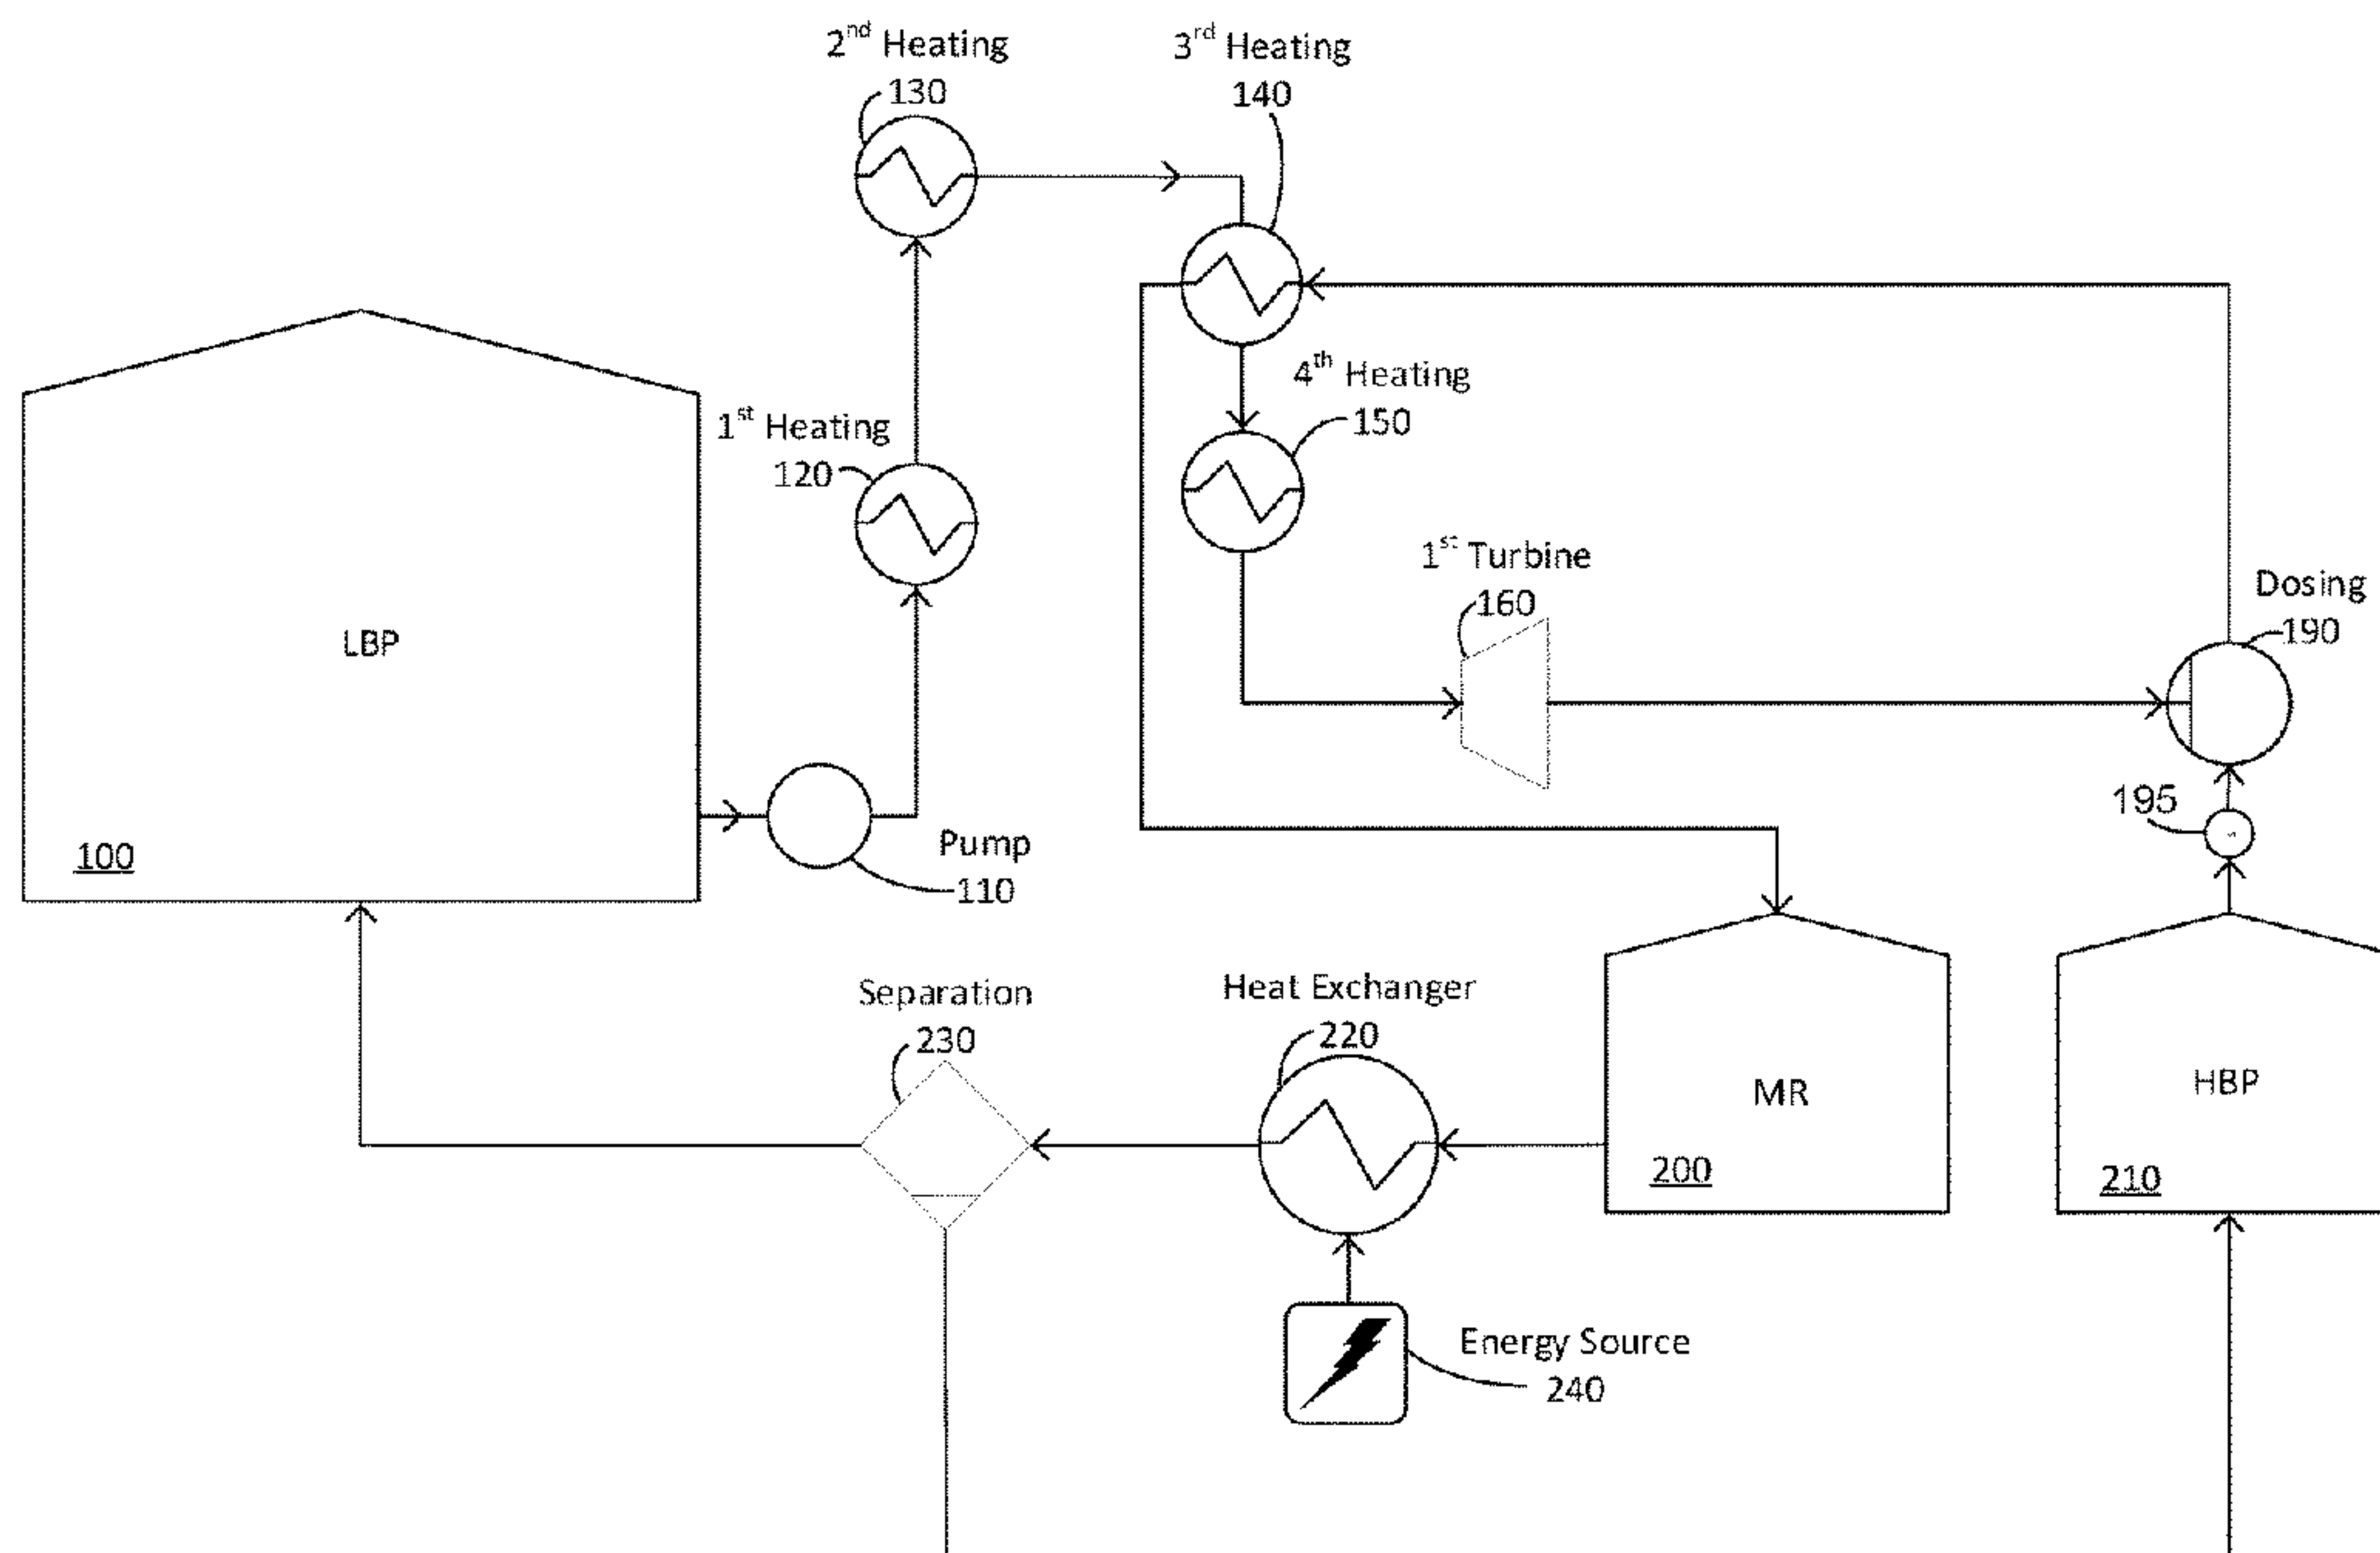 2nd Heating
130
3rd Heating
140
4th Heating
150
1st Heating
120
1st Turbine
160
Dosing
190
LBP
195
Pump
110
100
Separation
230
Heat Exchanger
220
MR
HBP
200
210
Energy Source
240